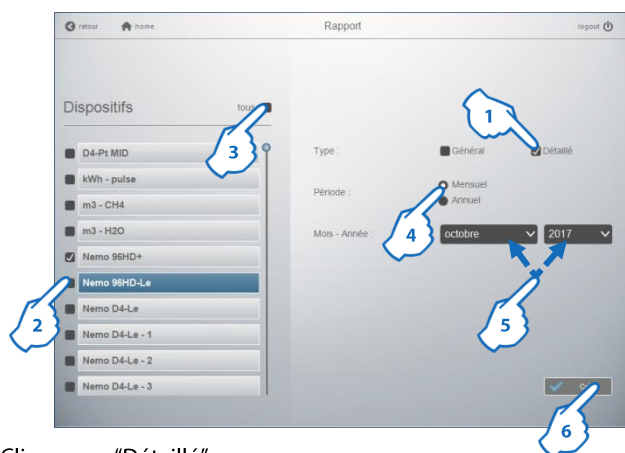 retour home Rapport logout
Dispositifs tous
D4-Pt MID
kWh - pulse
m3 - CH4
m3 - H2O
Nemo 96HD+
Nemo 96HD-Le
Nemo D4-Le
Nemo D4-Le - 1
Nemo D4-Le - 2
Nemo D4-Le - 3
Type : Général Détaillé
Période : Mensuel
Annuel
Mois - Année : octobre 2017
1
2
3
4
5
6
"Détaillé"